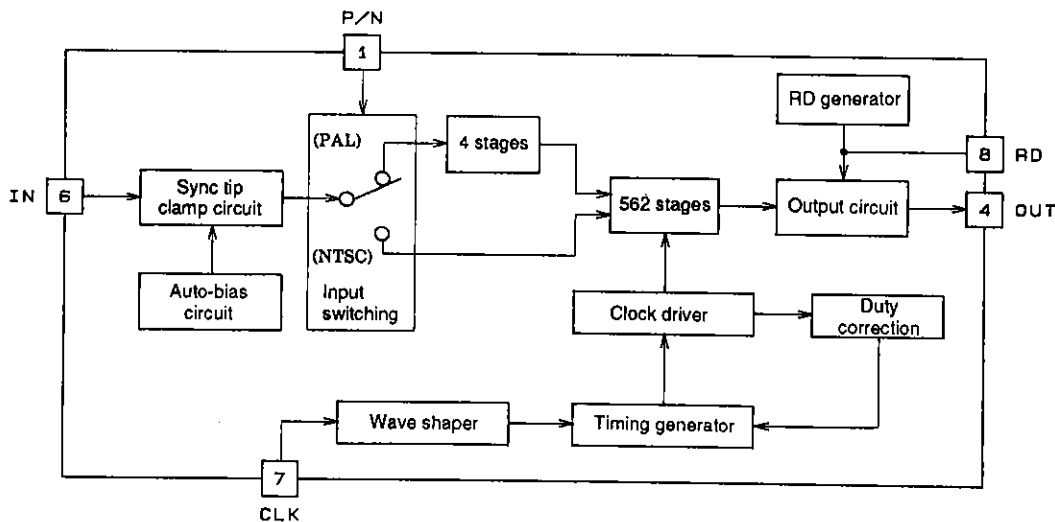 P/N
1
RD generator
(PAL)
4 stages
8 RD
IN 6
Sync tip
clamp circuit
562 stages
Output circuit
4 OUT
(NTSC)
Auto-bias
circuit
Input
switching
Clock driver
Duty
correction
Wave shaper
Timing generator
7
CLK